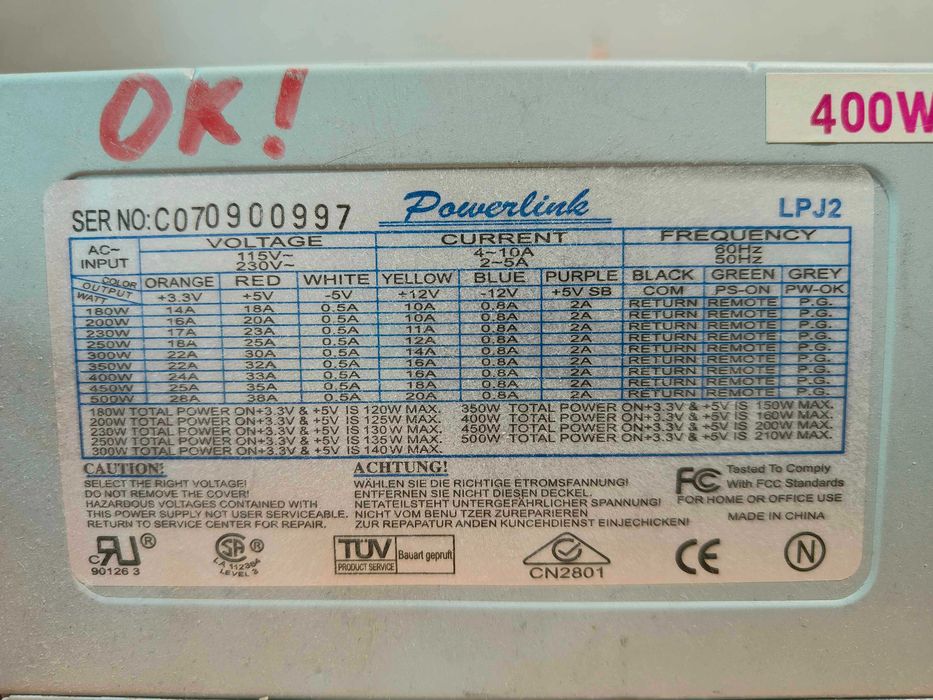 OK!
400W
SER NO: C070900997 Powerlink LPJ2
AC~ INPUT VOLTAGE CURRENT FREQUENCY
115V~ 4~10A 60Hz
230V~ 2~5A 50Hz
COLOR OUTPUT WATT ORANGE RED WHITE YELLOW BLUE PURPLE BLACK GREEN GREY
+3.3V +5V -5V +12V -12V +5V SB COM PS-ON PW-OK
180W 14A 18A 0.5A 10A 0.8A 2A RETURN REMOTE P.G.
200W 16A 20A 0.5A 10A 0.8A 2A RETURN REMOTE P.G.
230W 17A 23A 0.5A 11A 0.8A 2A RETURN REMOTE P.G.
250W 18A 25A 0.5A 12A 0.8A 2A RETURN REMOTE P.G.
300W 22A 30A 0.5A 14A 0.8A 2A RETURN REMOTE P.G.
350W 22A 32A 0.5A 16A 0.8A 2A RETURN REMOTE P.G.
400W 24A 33A 0.5A 16A 0.8A 2A RETURN REMOTE P.G.
450W 25A 35A 0.5A 18A 0.8A 2A RETURN REMOTE P.G.
500W 28A 38A 0.5A 20A 0.8A 2A RETURN REMOTE P.G.
180W TOTAL POWER ON+3.3V & +5V IS 120W MAX.
200W TOTAL POWER ON+3.3V & +5V IS 125W MAX.
230W TOTAL POWER ON+3.3V & +5V IS 130W MAX.
250W TOTAL POWER ON+3.3V & +5V IS 135W MAX.
300W TOTAL POWER ON+3.3V & +5V IS 140W MAX.
350W TOTAL POWER ON+3.3V & +5V IS 150W MAX.
400W TOTAL POWER ON+3.3V & +5V IS 160W MAX.
450W TOTAL POWER ON+3.3V & +5V IS 200W MAX.
500W TOTAL POWER ON+3.3V & +5V IS 210W MAX.
CAUTION!
SELECT THE RIGHT VOLTAGE!
DO NOT REMOVE THE COVER!
HAZARDOUS VOLTAGES CONTAINED WITH
THIS POWER SUPPLY NOT USER SERVICEABLE.
RETURN TO SERVICE CENTER FOR REPAIR.
ACHTUNG!
WÄHLEN SIE DIE RICHTIGE ETROMSFANNUNG!
ENTFERNEN SIE NICHT DIESEN DECKEL.
NETATEILSTEHT UNTERGEFÄHRLICHER SPANNUNG!
NICHT VOM BENU TZER ZUREPARIEREN
ZUR REPAPATUR ANDEN KUNCEHDIENST EINJECHICKEN!
FC Tested To Comply
With FCC Standards
FOR HOME OR OFFICE USE
MADE IN CHINA
c RU ®
90126 3
SA ®
LA 112364
LEVEL 3
TÜV Bauart gepruft
PRODUCT SERVICE
CN2801
CE
N